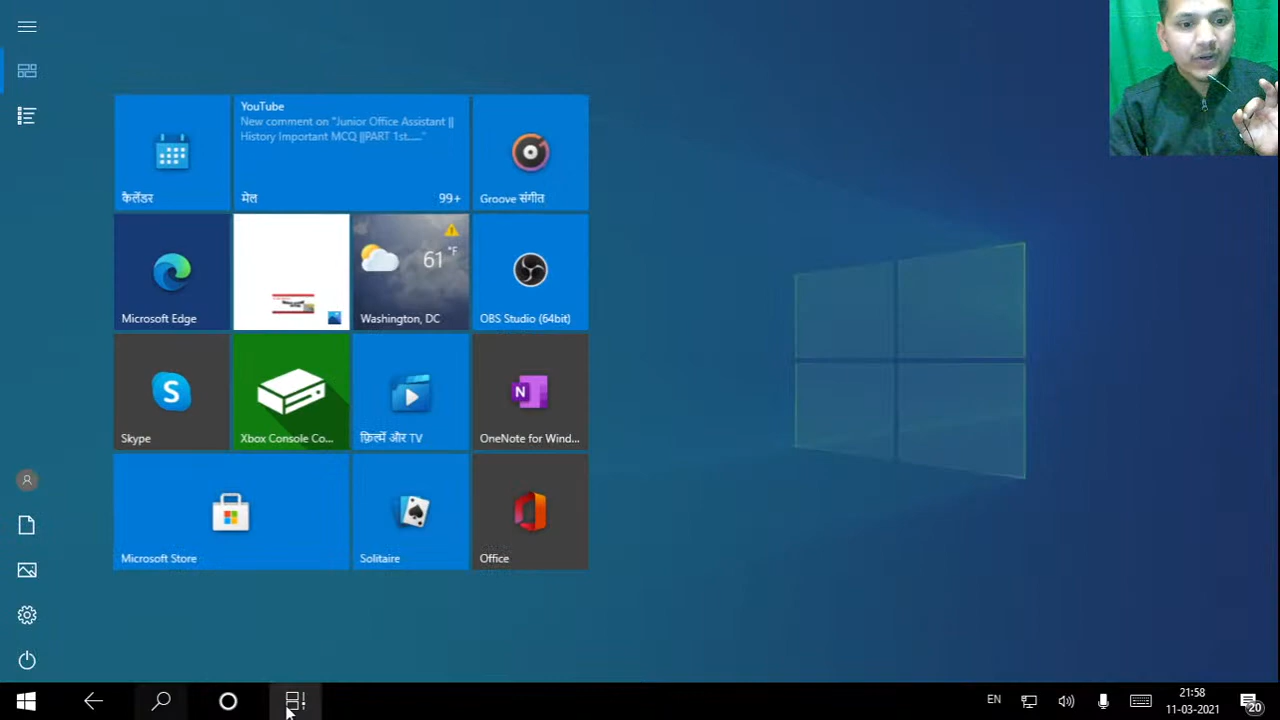 YouTube
New comment on "Junior Office Assistant ||
History Important MCQ ||PART 1st....."
कैलेंडर
मेल
99+
Groove संगीत
Microsoft Edge
61 °F
Washington, DC
OBS Studio (64bit)
S
Skype
Xbox Console Co...
फ़िल्में और TV
N
OneNote for Wind...
Microsoft Store
Solitaire
Office
EN
21:58
11-03-2021
20